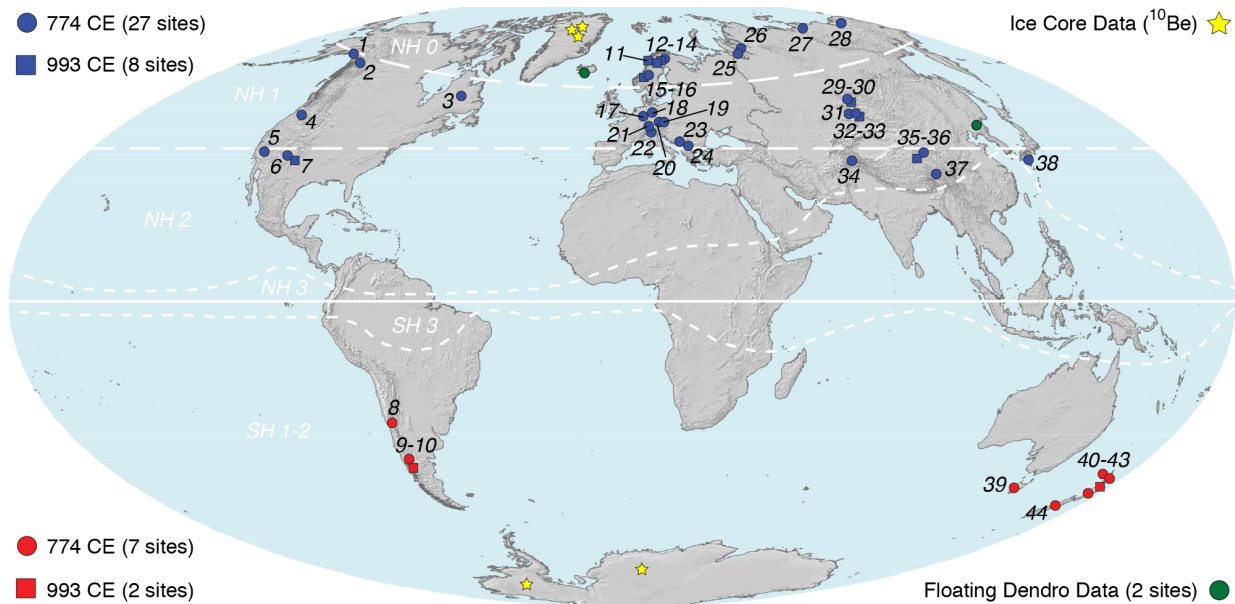 774 CE (27 sites)
993 CE (8 sites)
Ice Core Data (¹⁰Be)
NH 0
1
2
11
12-14
26
25
27
28
NH 1
3
4
5
6
7
15-16
17
18
19
21
22
20
23
24
29-30
31
32-33
34
35-36
37
38
NH 2
NH 3
SH 3
SH 1-2
8
9-10
39
40-43
44
774 CE (7 sites)
993 CE (2 sites)
Floating Dendro Data (2 sites)